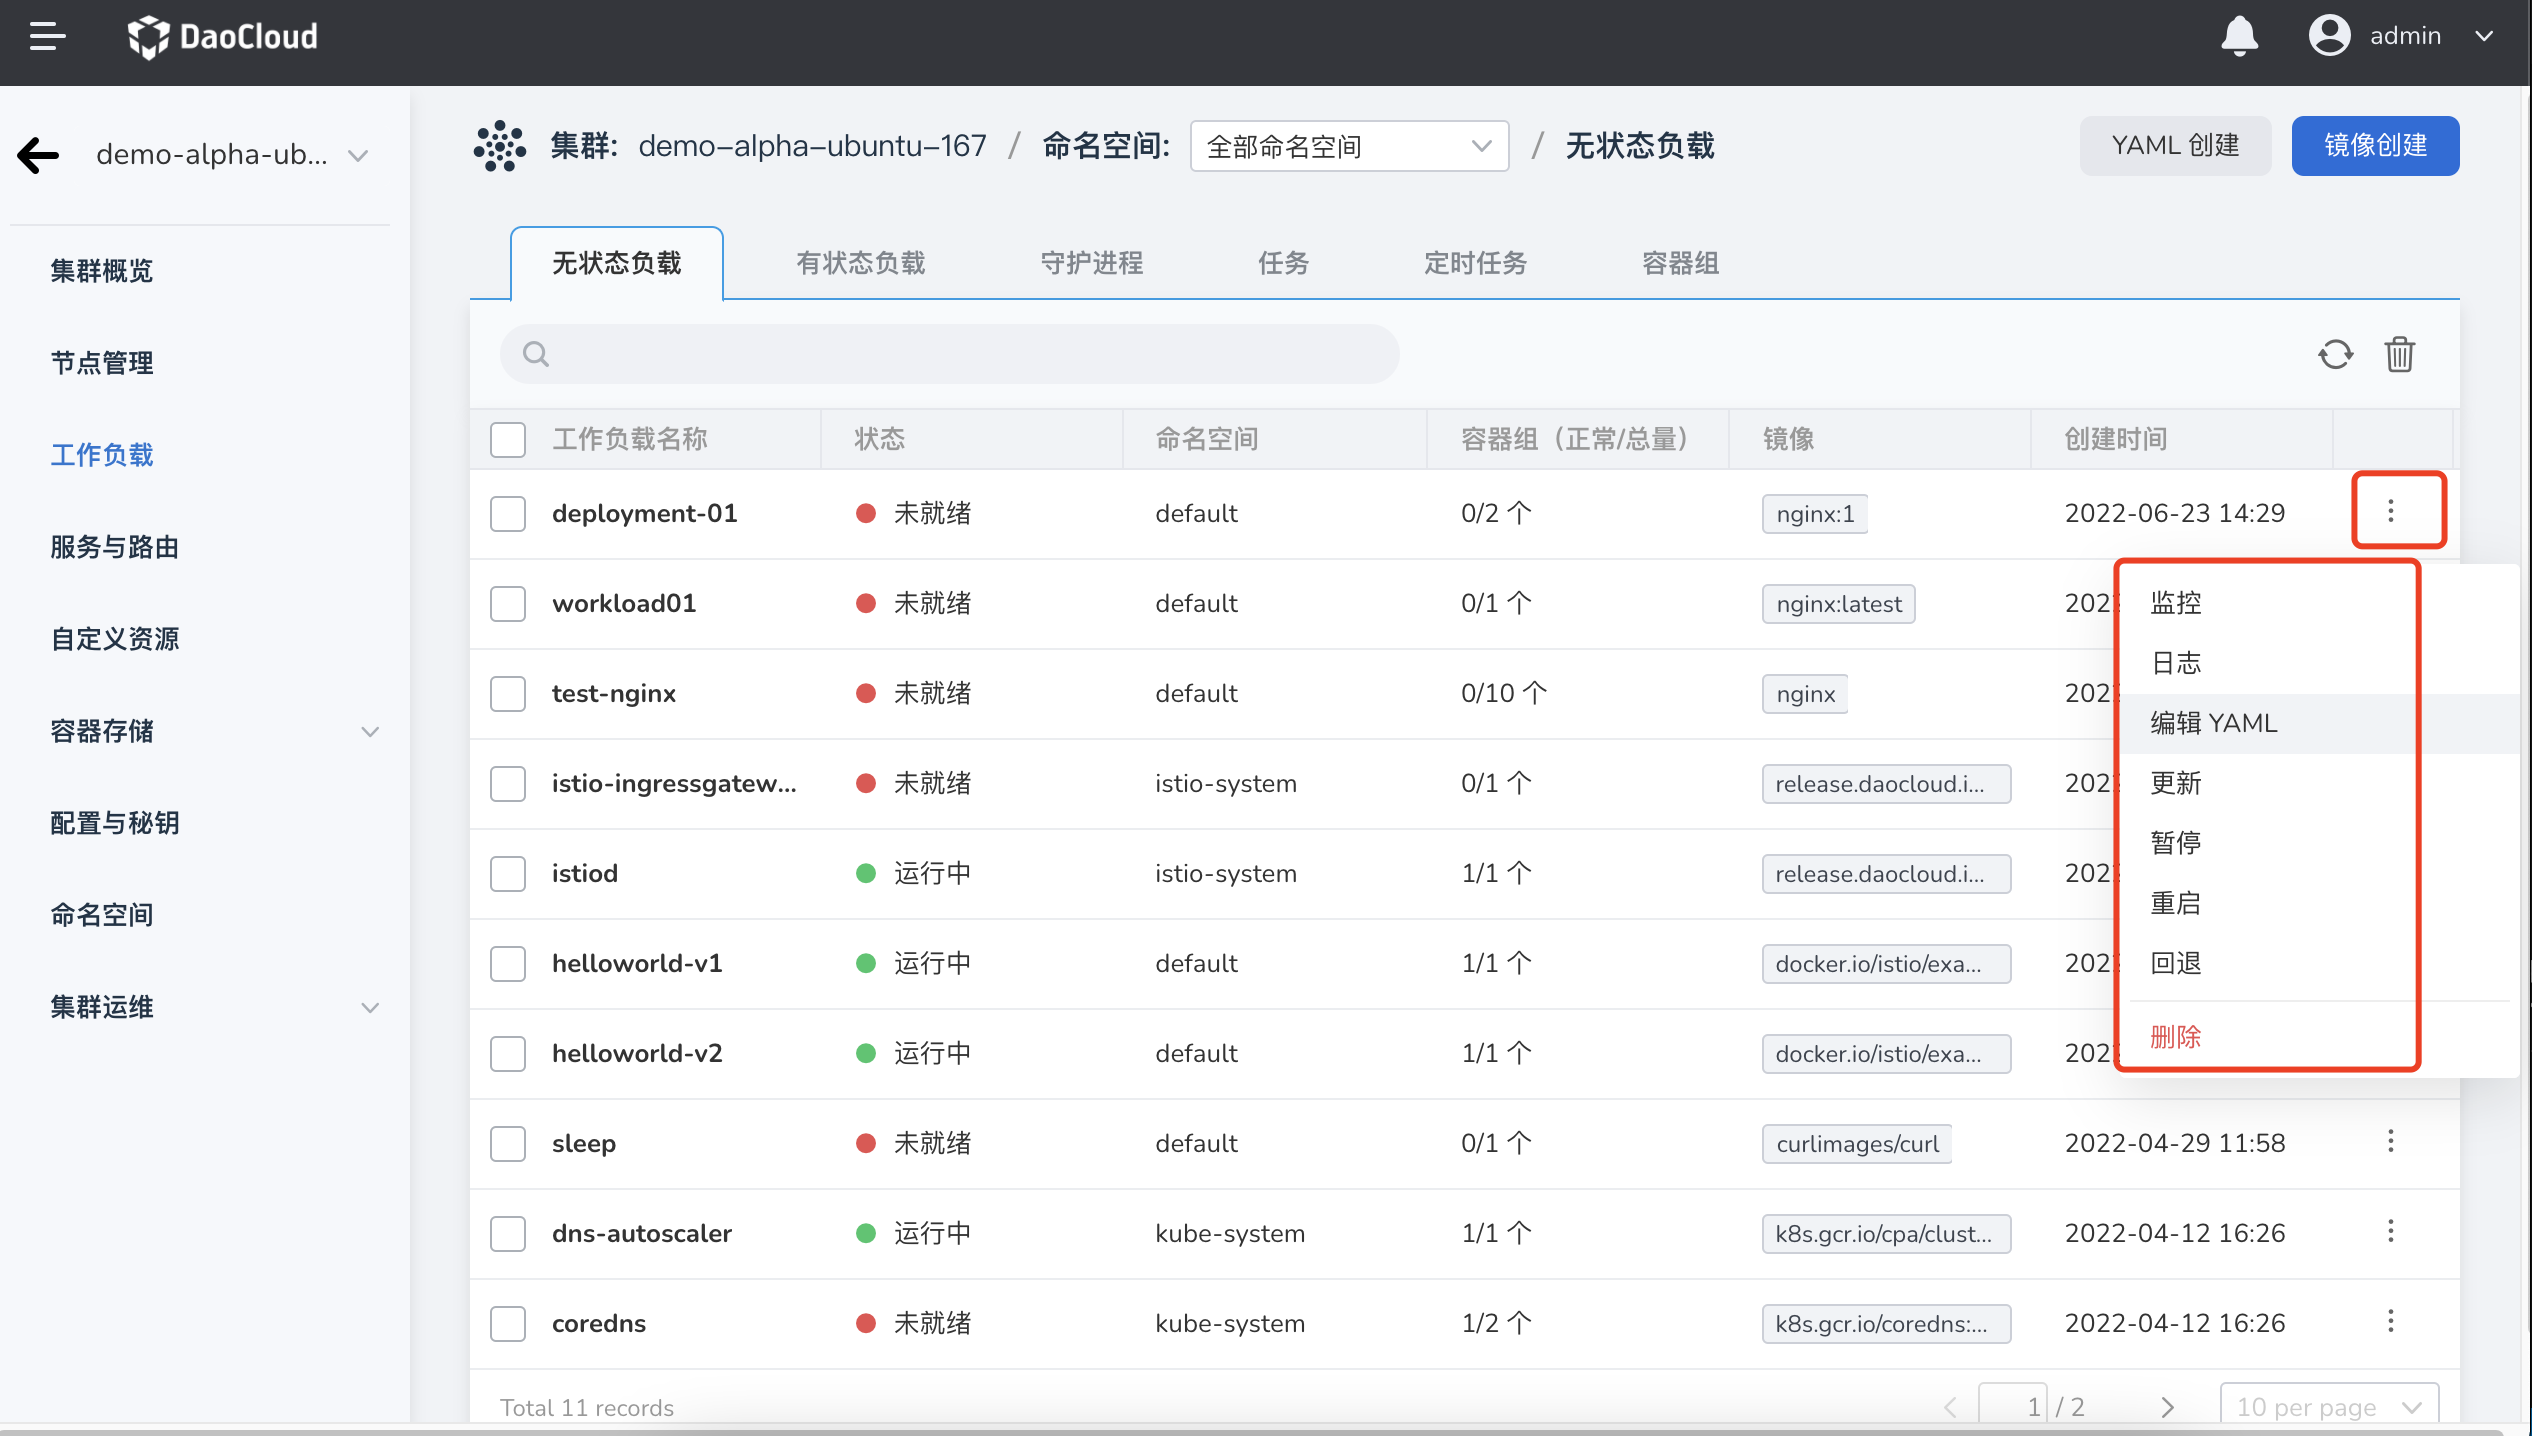 DaoCloud
admin
demo-alpha-ub...
集群: demo-alpha-ubuntu-167 / 命名空间: 全部命名空间 / 无状态负载
YAML 创建
镜像创建
集群概览
节点管理
工作负载
服务与路由
自定义资源
容器存储
配置与秘钥
命名空间
集群运维
无状态负载 有状态负载 守护进程 任务 定时任务 容器组
工作负载名称 状态 命名空间 容器组（正常/总量） 镜像 创建时间
deployment-01 未就绪 default 0/2 个 nginx:1 2022-06-23 14:29
workload01 未就绪 default 0/1 个 nginx:latest 202
test-nginx 未就绪 default 0/10 个 nginx 202
istio-ingressgatew... 未就绪 istio-system 0/1 个 release.daocloud.i... 202
istiod 运行中 istio-system 1/1 个 release.daocloud.i... 202
helloworld-v1 运行中 default 1/1 个 docker.io/istio/exa... 202
helloworld-v2 运行中 default 1/1 个 docker.io/istio/exa... 202
sleep 未就绪 default 0/1 个 curlimages/curl 2022-04-29 11:58
dns-autoscaler 运行中 kube-system 1/1 个 k8s.gcr.io/cpa/clust... 2022-04-12 16:26
coredns 未就绪 kube-system 1/2 个 k8s.gcr.io/coredns:... 2022-04-12 16:26
监控
日志
编辑 YAML
更新
暂停
重启
回退
删除
Total 11 records
1 / 2
10 per page